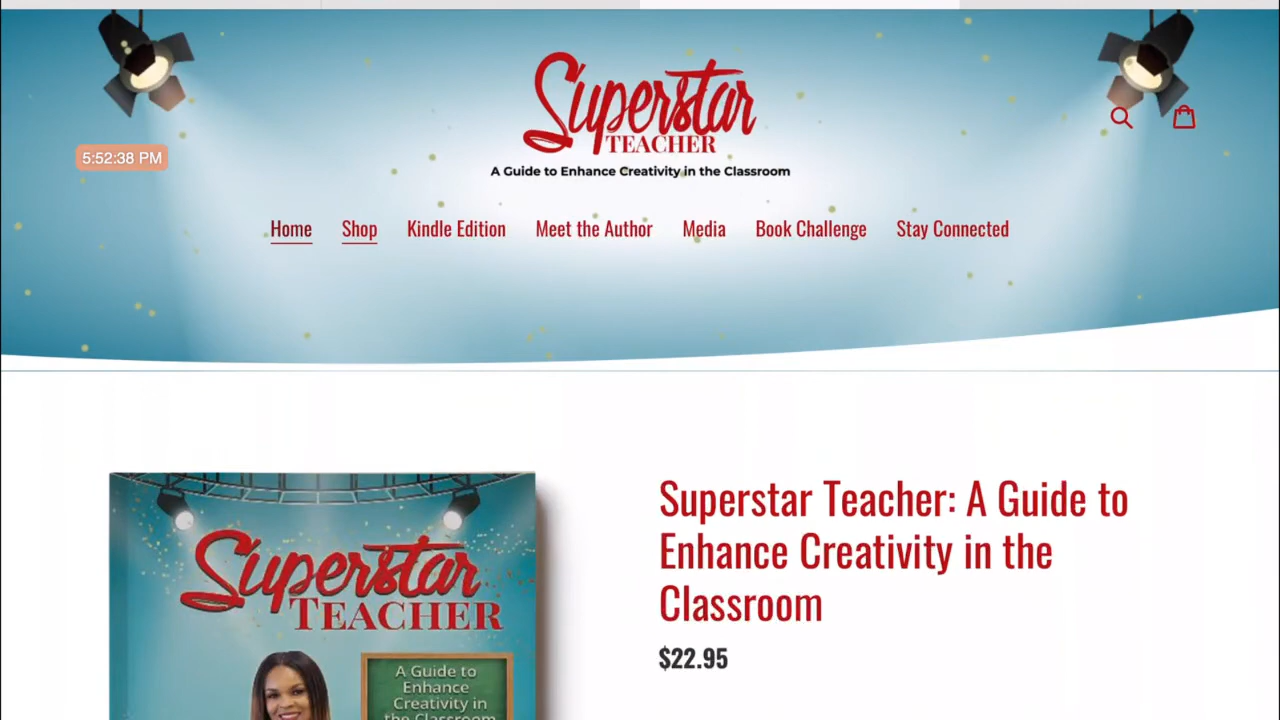 Superstar
TEACHER
A Guide to Enhance Creativity in the Classroom
5:52:38 PM
Home Shop Kindle Edition Meet the Author Media Book Challenge Stay Connected
Superstar
TEACHER
A Guide to
Enhance
Creativity in
the Classroom
Superstar Teacher: A Guide to
Enhance Creativity in the
Classroom
$22.95